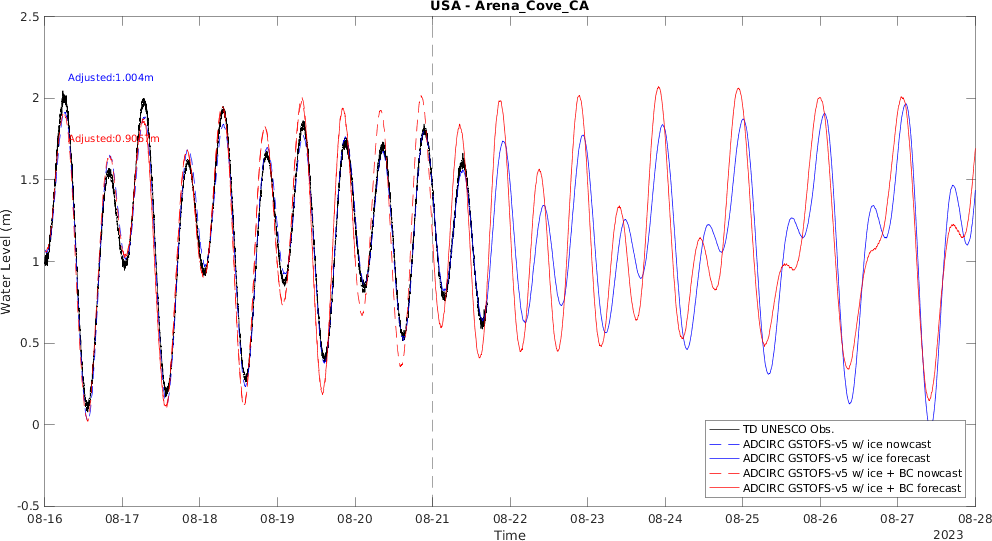 USA - Arena_Cove_CA
2.5
2
1.5
1
0.5
0
-0.5
Water Level (m)
Adjusted:1.004m
TD UNESCO Obs.
ADCIRC GSTOFS-v5 w/ ice nowcast
ADCIRC GSTOFS-v5 w/ ice forecast
ADCIRC GSTOFS-v5 w/ ice + BC nowcast
ADCIRC GSTOFS-v5 w/ ice + BC forecast
08-16 08-17 08-18 08-19 08-20 08-21 08-22 08-23 08-24 08-25 08-26 08-27 08-28
Time
2023